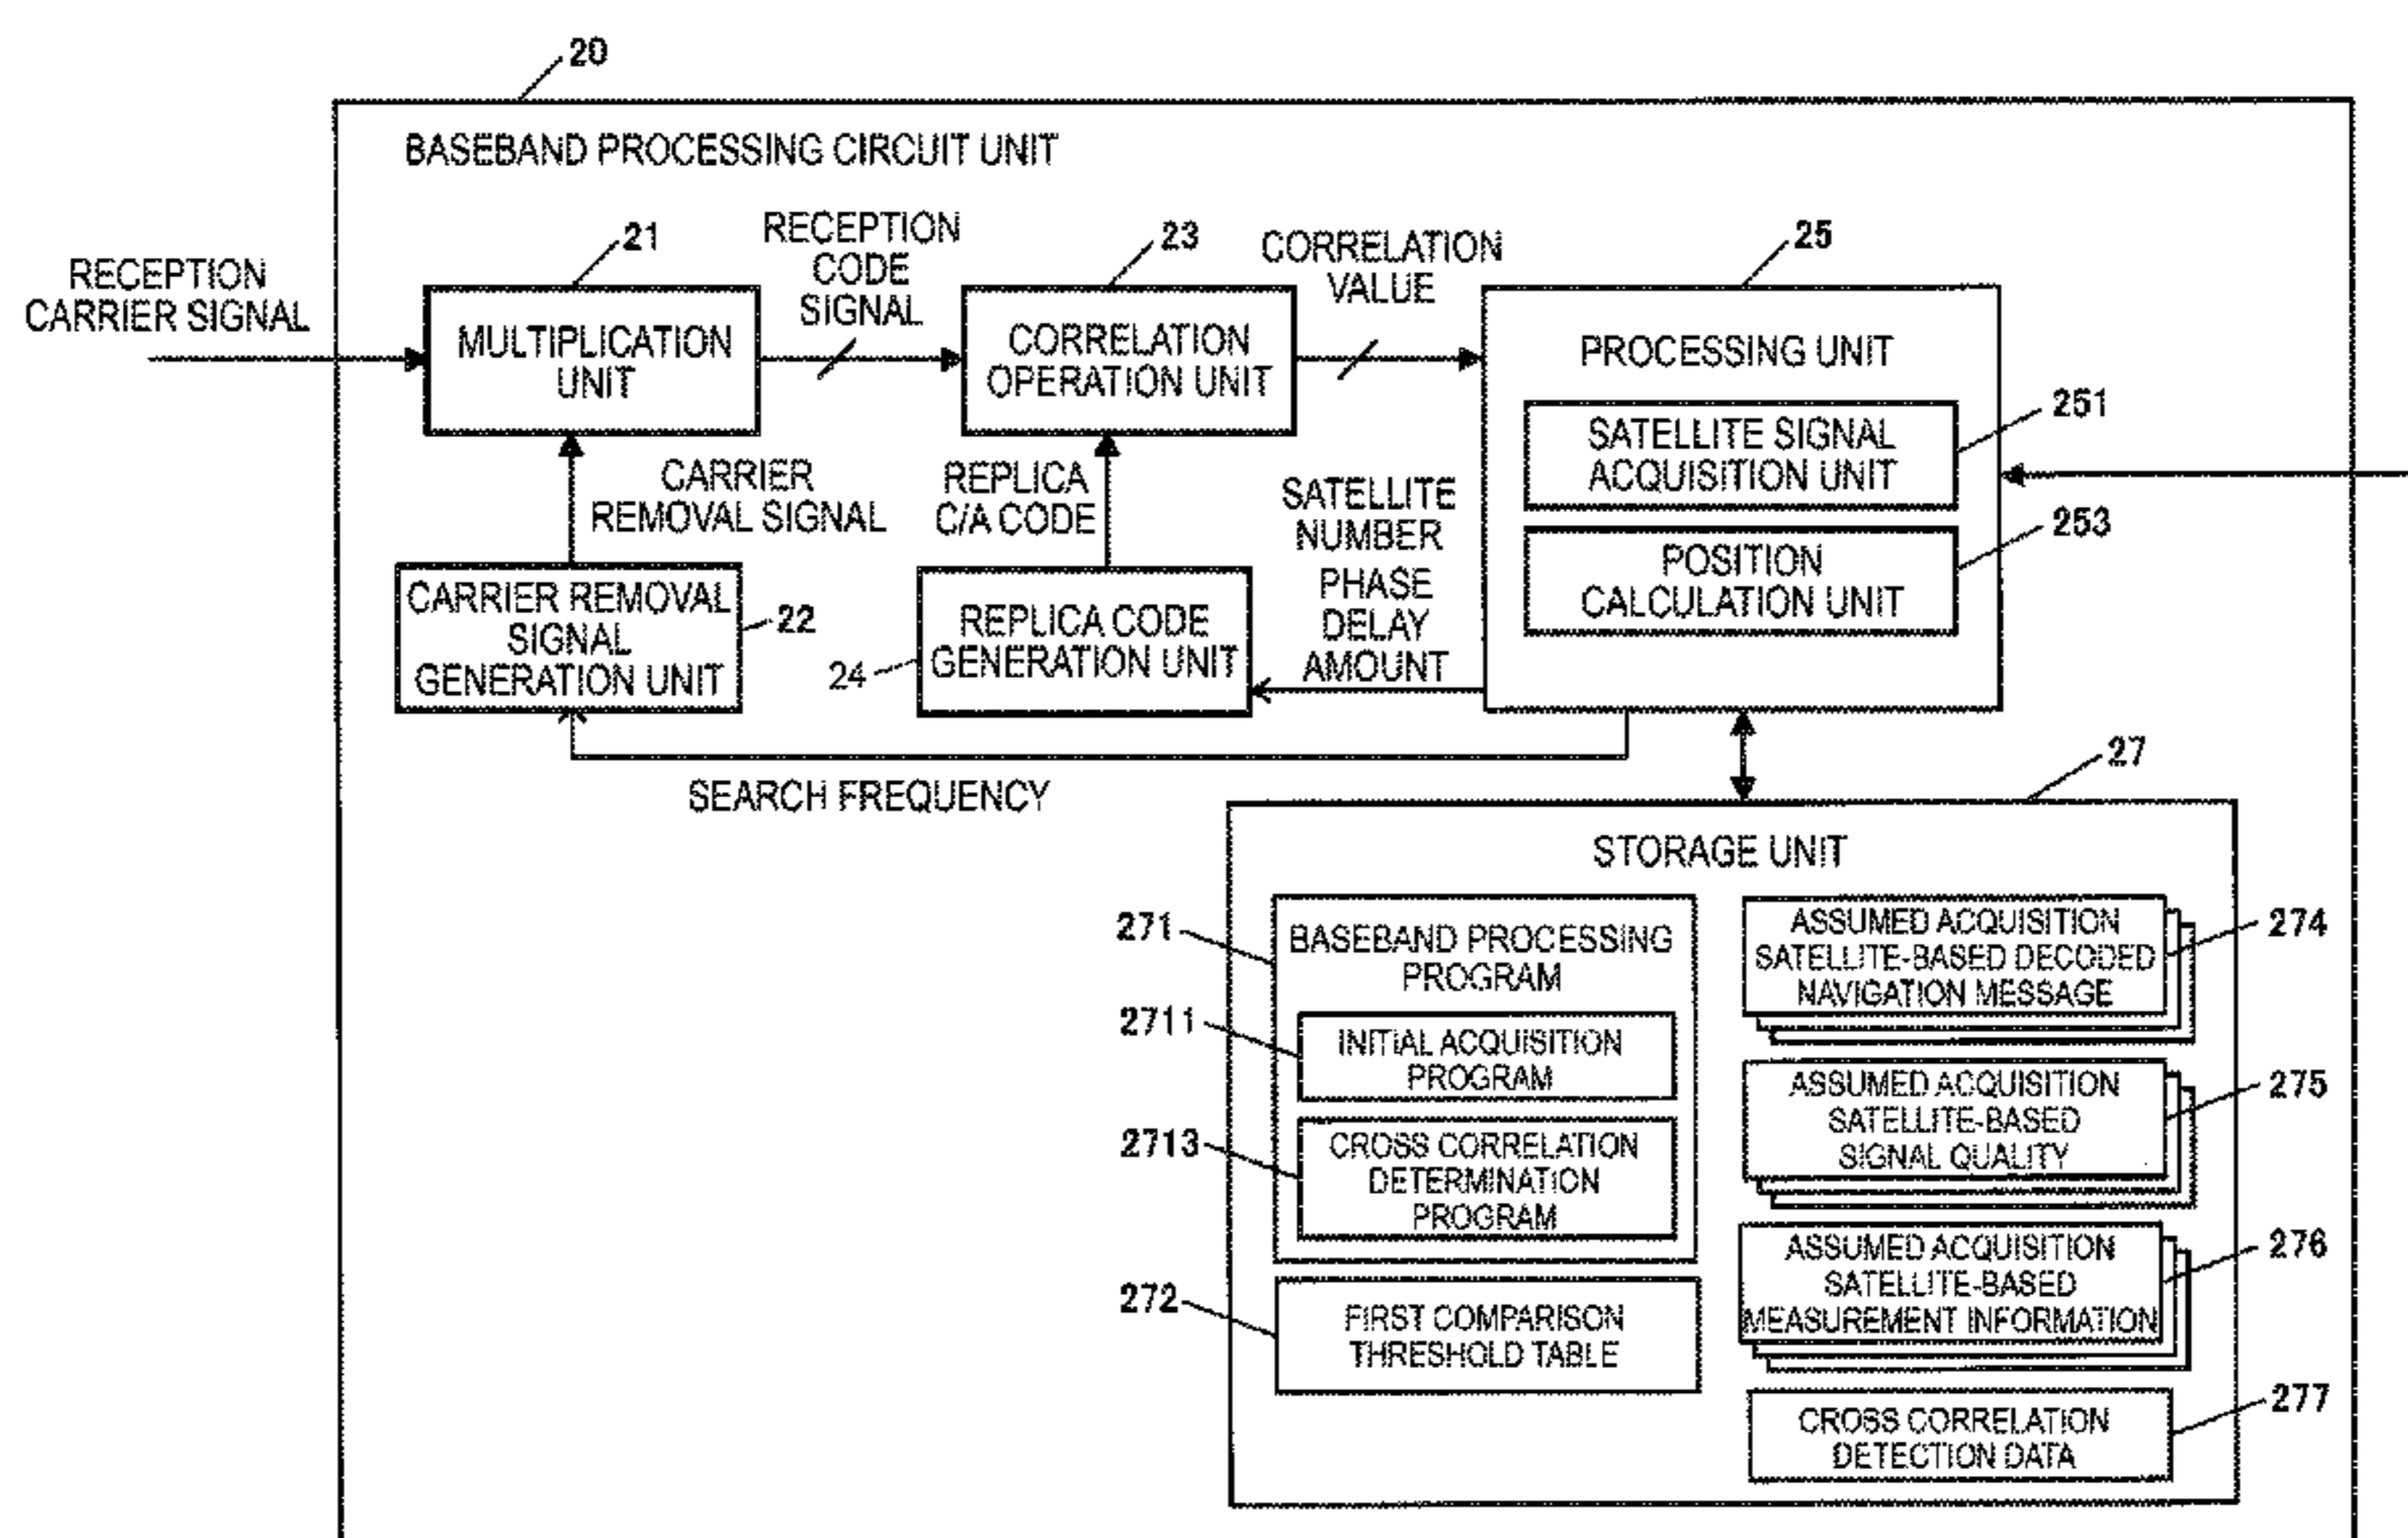 20
BASEBAND PROCESSING CIRCUIT UNIT
RECEPTION
CARRIER SIGNAL
21
MULTIPLICATION
UNIT
RECEPTION
CODE
SIGNAL
23
CORRELATION
OPERATION UNIT
CORRELATION
VALUE
25
PROCESSING UNIT
SATELLITE SIGNAL
ACQUISITION UNIT
251
POSITION
CALCULATION UNIT
253
CARRIER
REMOVAL SIGNAL
REPLICA
C/A CODE
SATELLITE
NUMBER
PHASE
DELAY
AMOUNT
CARRIER REMOVAL
SIGNAL
GENERATION UNIT
22
24
REPLICA CODE
GENERATION UNIT
SEARCH FREQUENCY
27
STORAGE UNIT
271
BASEBAND PROCESSING
PROGRAM
2711
INITIAL ACQUISITION
PROGRAM
2713
CROSS CORRELATION
DETERMINATION
PROGRAM
272
FIRST COMPARISON
THRESHOLD TABLE
ASSUMED ACQUISITION
SATELLITE-BASED DECODED
NAVIGATION MESSAGE
274
ASSUMED ACQUISITION
SATELLITE-BASED
SIGNAL QUALITY
275
ASSUMED ACQUISITION
SATELLITE-BASED
MEASUREMENT INFORMATION
276
CROSS CORRELATION
DETECTION DATA
277